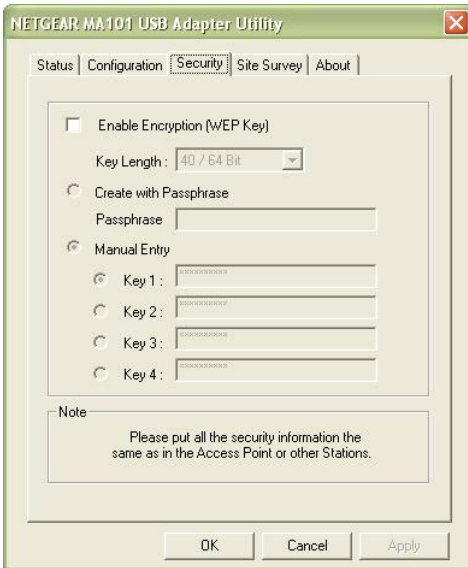 NETGEAR MA101 USB Adapter Utility
Status Configuration Security Site Survey About
Enable Encryption (WEP Key)
Key Length : 40 / 64 Bit
Create with Passphrase
Passphrase
Manual Entry
Key 1 : **********
Key 2 : **********
Key 3 : **********
Key 4 : **********
Note
Please put all the security information the
same as in the Access Point or other Stations.
OK Cancel Apply